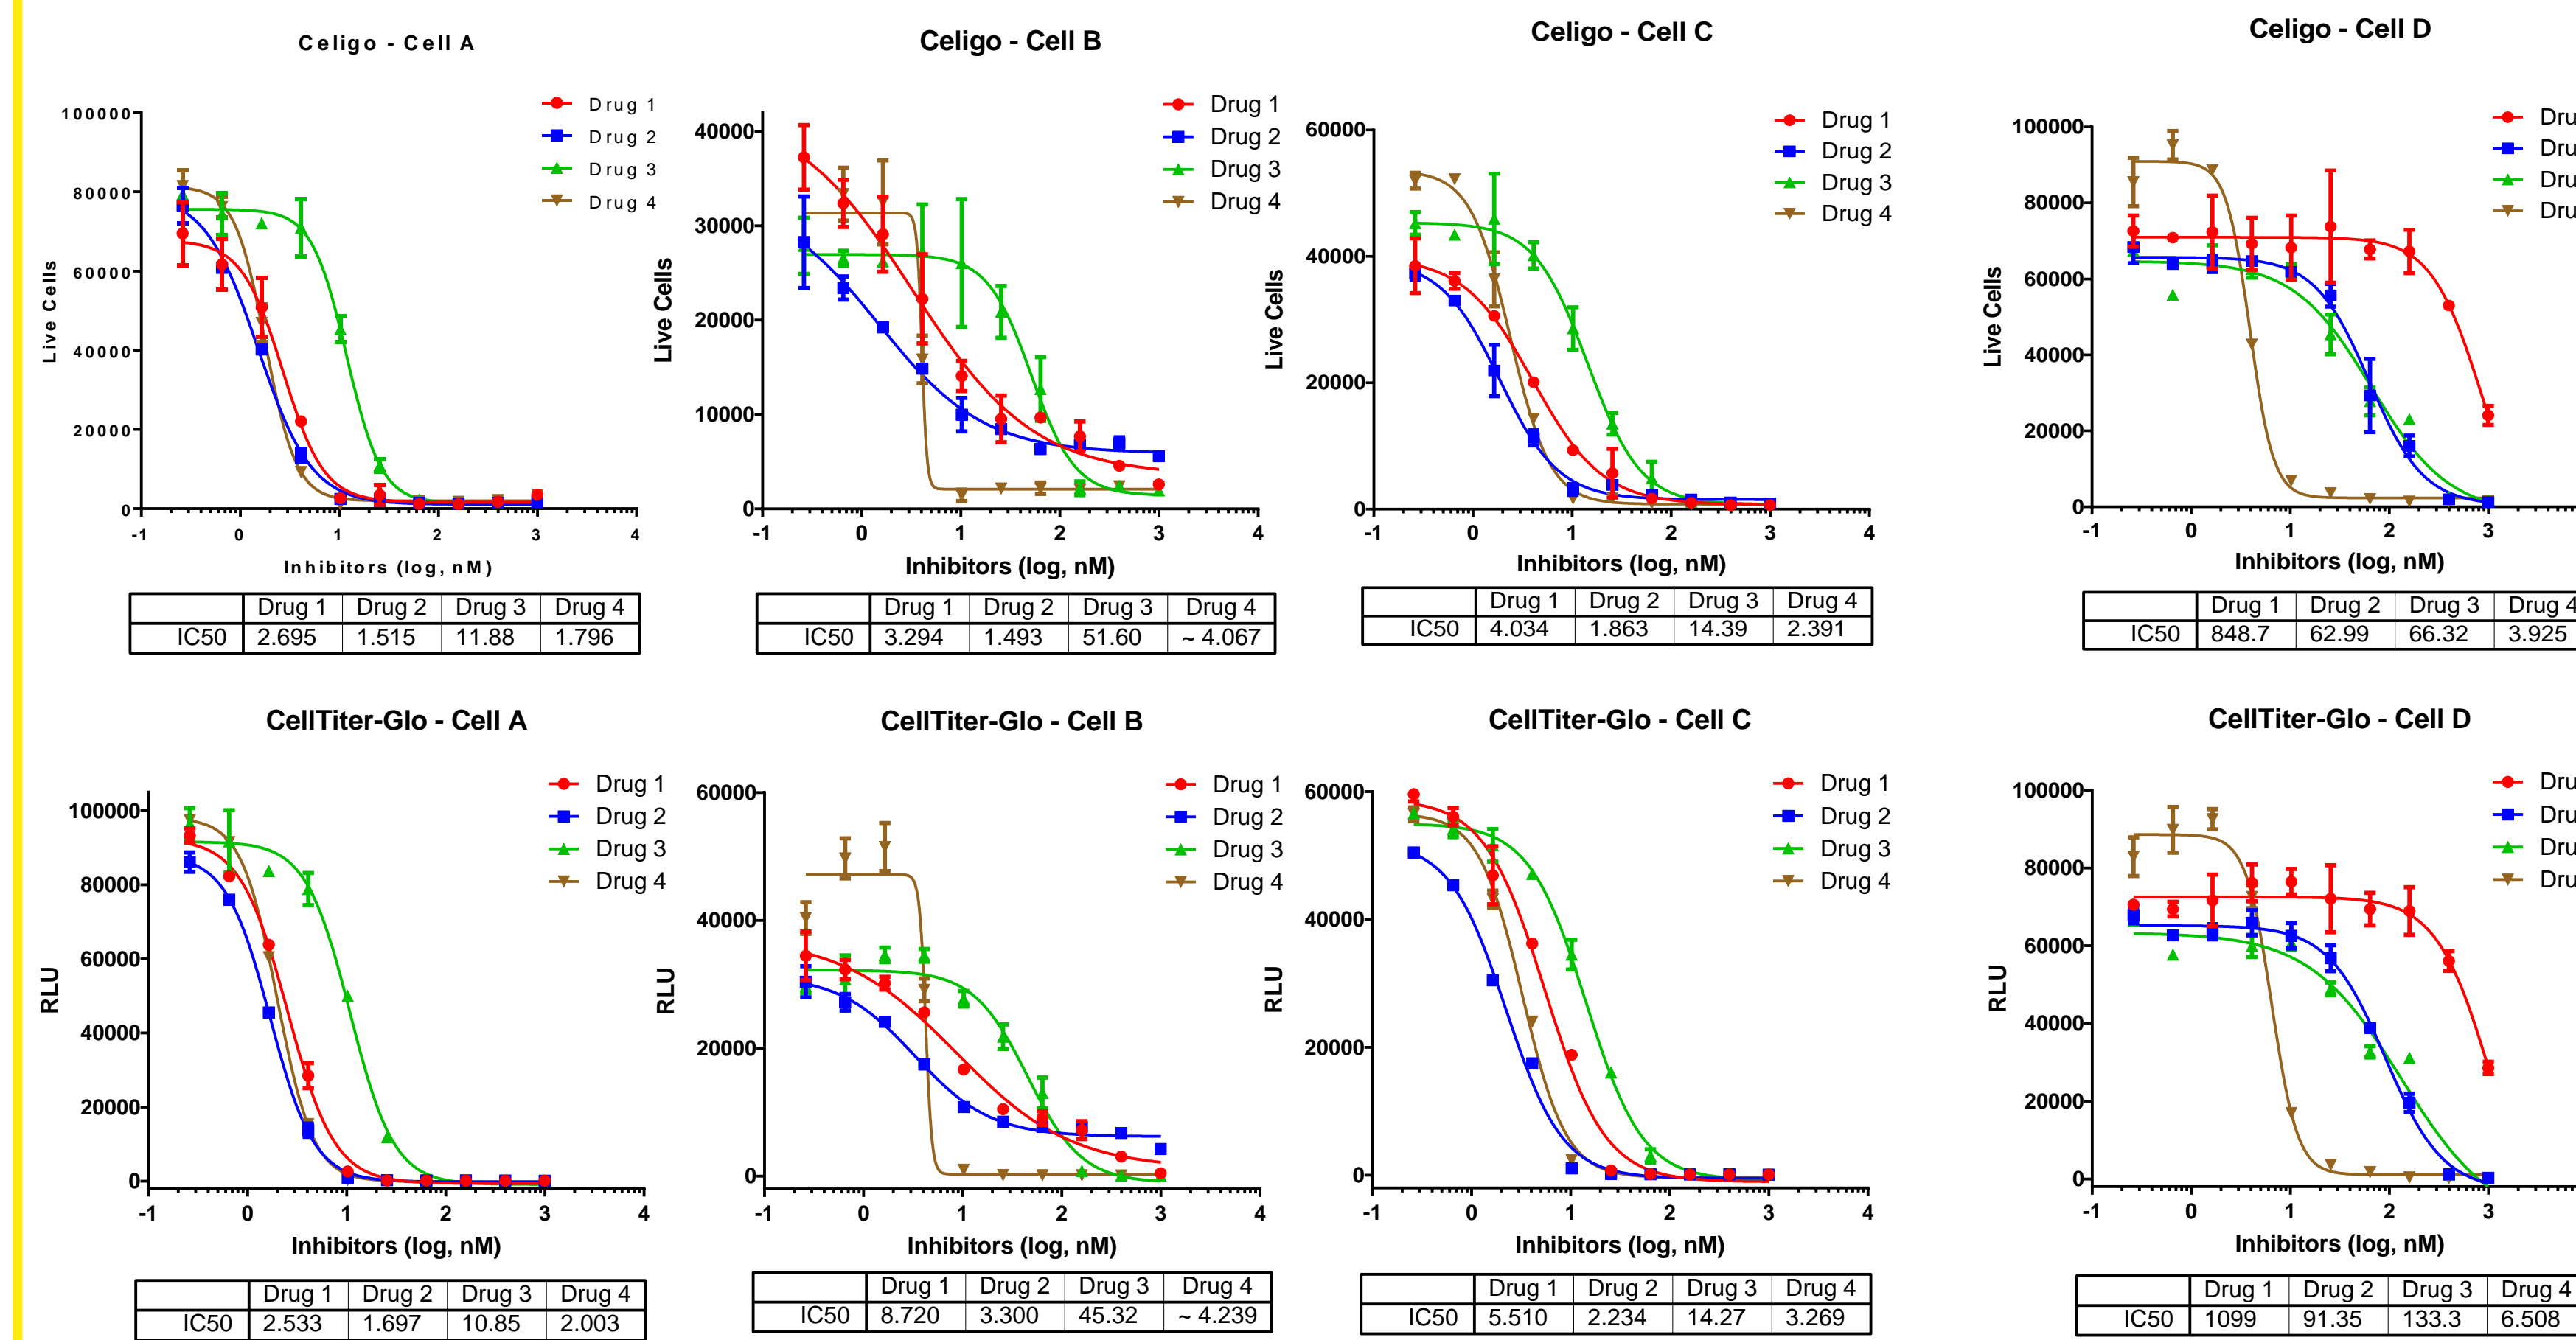 Celigo - Cell A
100000
80000
60000
40000
20000
0
-1 0 1 2 3 4
Live Cells
Inhibitors (log, nM)
Drug 1
Drug 2
Drug 3
Drug 4
Drug 1 Drug 2 Drug 3 Drug 4
IC50 2.695 1.515 11.88 1.796
Celigo - Cell B
40000
30000
20000
10000
0
-1 0 1 2 3 4
Live Cells
Inhibitors (log, nM)
Drug 1
Drug 2
Drug 3
Drug 4
Drug 1 Drug 2 Drug 3 Drug 4
IC50 3.294 1.493 51.60 ~ 4.067
Celigo - Cell C
60000
40000
20000
0
-1 0 1 2 3 4
Live Cells
Inhibitors (log, nM)
Drug 1
Drug 2
Drug 3
Drug 4
Drug 1 Drug 2 Drug 3 Drug 4
IC50 4.034 1.863 14.39 2.391
Celigo - Cell D
100000
80000
60000
40000
20000
0
-1 0 1 2 3
Live Cells
Inhibitors (log, nM)
Dru
Dru
Dru
Dru
Drug 1 Drug 2 Drug 3 Drug 4
IC50 848.7 62.99 66.32 3.925
CellTiter-Glo - Cell A
100000
80000
60000
40000
20000
0
-1 0 1 2 3 4
RLU
Inhibitors (log, nM)
Drug 1
Drug 2
Drug 3
Drug 4
Drug 1 Drug 2 Drug 3 Drug 4
IC50 2.533 1.697 10.85 2.003
CellTiter-Glo - Cell B
60000
40000
20000
0
-1 0 1 2 3 4
RLU
Inhibitors (log, nM)
Drug 1
Drug 2
Drug 3
Drug 4
Drug 1 Drug 2 Drug 3 Drug 4
IC50 8.720 3.300 45.32 ~ 4.239
CellTiter-Glo - Cell C
60000
40000
20000
0
-1 0 1 2 3 4
RLU
Inhibitors (log, nM)
Drug 1
Drug 2
Drug 3
Drug 4
Drug 1 Drug 2 Drug 3 Drug 4
IC50 5.510 2.234 14.27 3.269
CellTiter-Glo - Cell D
100000
80000
60000
40000
20000
0
-1 0 1 2 3
RLU
Inhibitors (log, nM)
Dru
Dru
Dru
Dru
Drug 1 Drug 2 Drug 3 Drug 4
IC50 1099 91.35 133.3 6.508